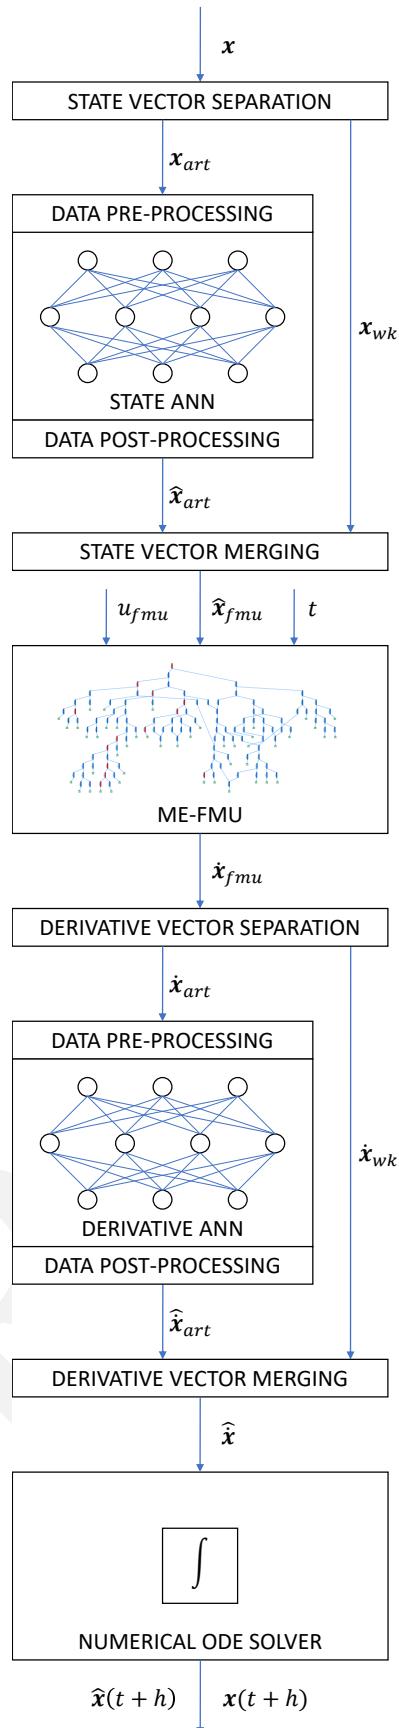 x
STATE VECTOR SEPARATION
x_art
DATA PRE-PROCESSING
x_wk
STATE ANN
DATA POST-PROCESSING
x̂_art
STATE VECTOR MERGING
u_fmu x̂_fmu t
ME-FMU
ẋ_fmu
DERIVATIVE VECTOR SEPARATION
ẋ_art
DATA PRE-PROCESSING
ẋ_wk
DERIVATIVE ANN
DATA POST-PROCESSING
ẋ̂_art
DERIVATIVE VECTOR MERGING
ẋ̂
∫
NUMERICAL ODE SOLVER
x̂(t + h) x(t + h)